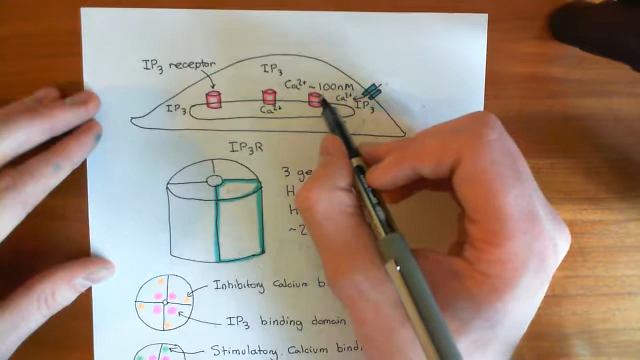 IP3 receptor
IP3
Ca2+ ~100nM
Ca2+
IP3
Ca2+
IP3
IP3R
3 ge
H
H
~2
Inhibitory Calcium b
IP3 binding domain
Stimulatory Calcium bindi